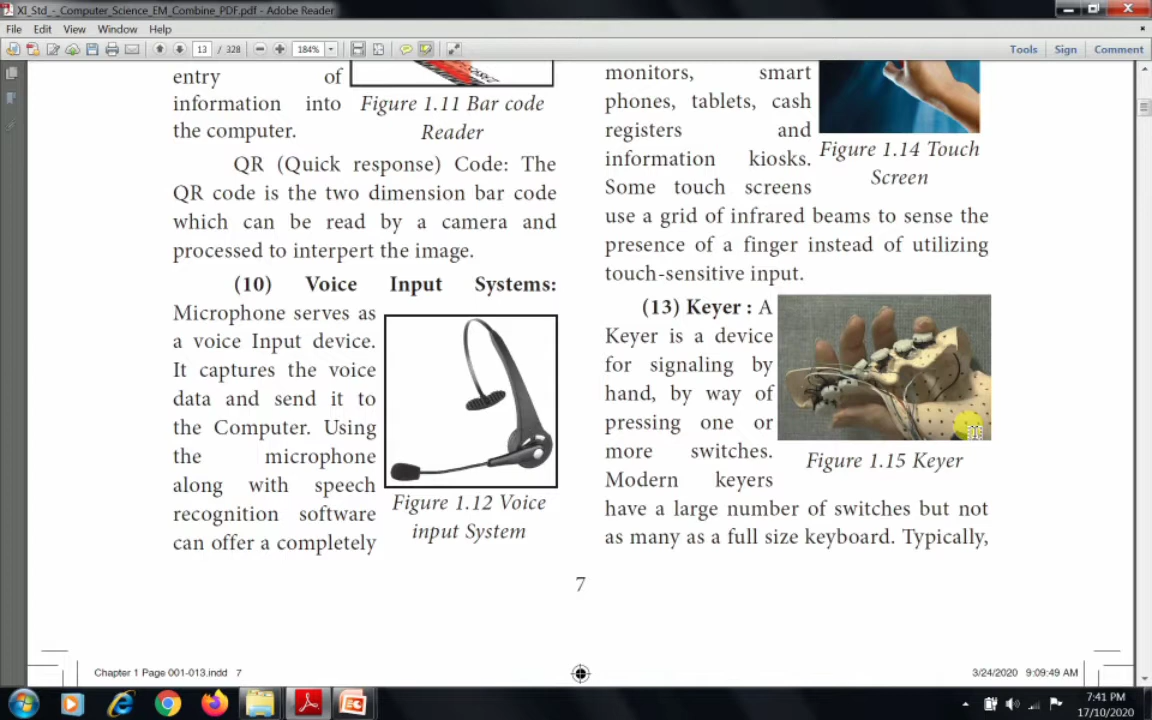 XI_Std_-_Computer_Science_EM_Combine_PDF.pdf - Adobe Reader
File Edit View Window Help
13 / 328 184% Tools Sign Comment
entry of
information into
the computer.
Figure 1.11 Bar code
Reader
QR (Quick response) Code: The
QR code is the two dimension bar code
which can be read by a camera and
processed to interpert the image.
(10) Voice Input Systems:
Microphone serves as
a voice Input device.
It captures the voice
data and send it to
the Computer. Using
the microphone
along with speech
recognition software
can offer a completely
Figure 1.12 Voice
input System
monitors, smart
phones, tablets, cash
registers and
information kiosks.
Some touch screens
Figure 1.14 Touch
Screen
use a grid of infrared beams to sense the
presence of a finger instead of utilizing
touch-sensitive input.
(13) Keyer : A
Keyer is a device
for signaling by
hand, by way of
pressing one or
more switches.
Modern keyers
Figure 1.15 Keyer
have a large number of switches but not
as many as a full size keyboard. Typically,
7
Chapter 1 Page 001-013.indd 7
3/24/2020 9:09:49 AM
7:41 PM
17/10/2020